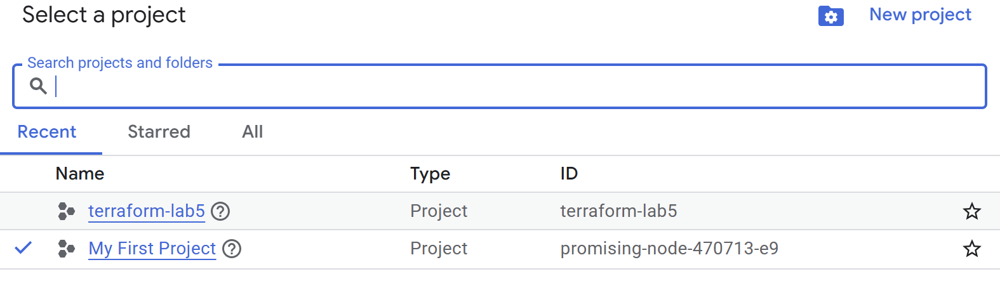 Select a project
New project
Search projects and folders
Recent Starred All
Name Type ID
terraform-lab5 Project terraform-lab5
My First Project Project promising-node-470713-e9